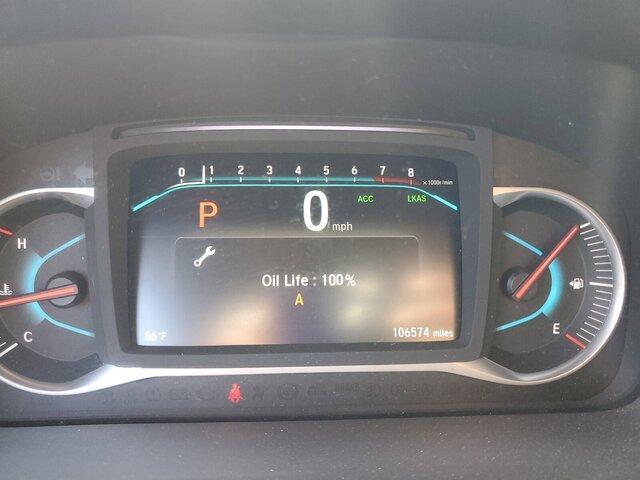 0 1 2 3 4 5 6 7 8 ×1000r/min
P 0 mph ACC LKAS
H
Oil Life : 100%
A
C
E
86°F 106574 miles